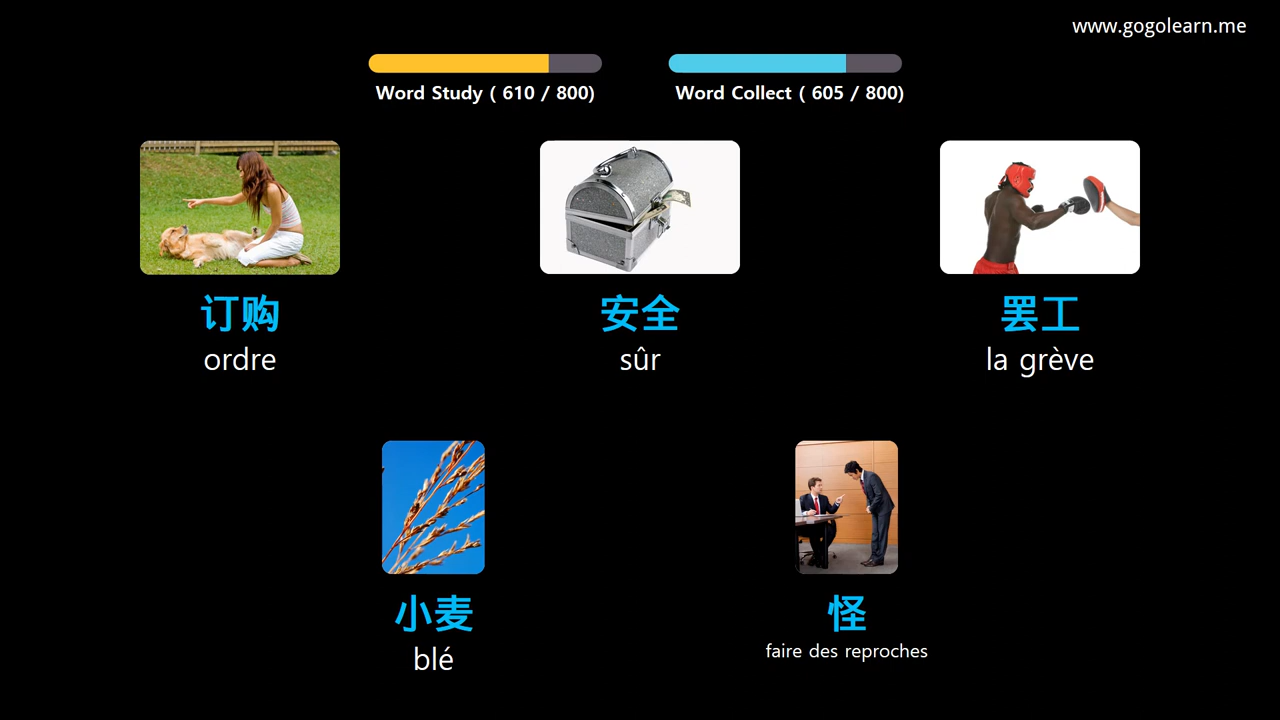 www.gogolearn.me
Word Study ( 610 / 800)
Word Collect ( 605 / 800)
订购
ordre
安全
sûr
罢工
la grève
小麦
blé
怪
faire des reproches